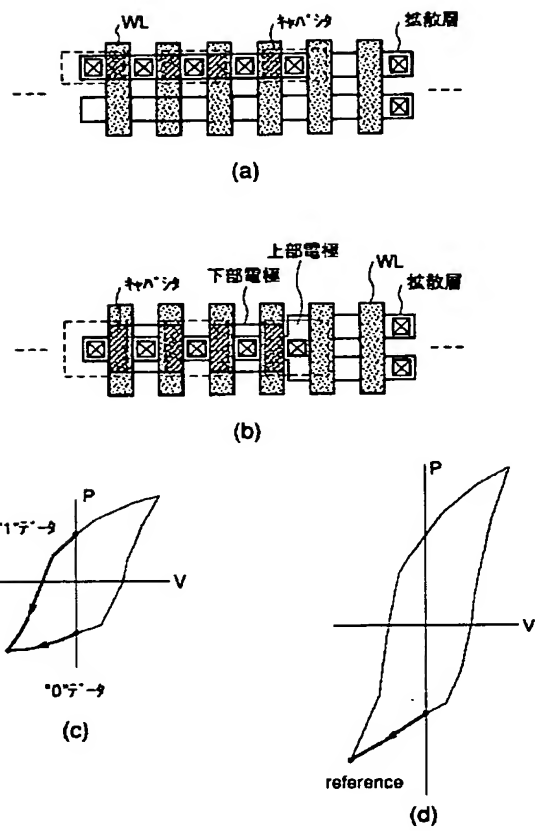 WL
キャパシタ
拡散層
(a)
上部電極
キャパシタ
下部電極
WL
拡散層
(b)
P
"1"データ
V
"0"データ
(c)
P
V
reference
(d)